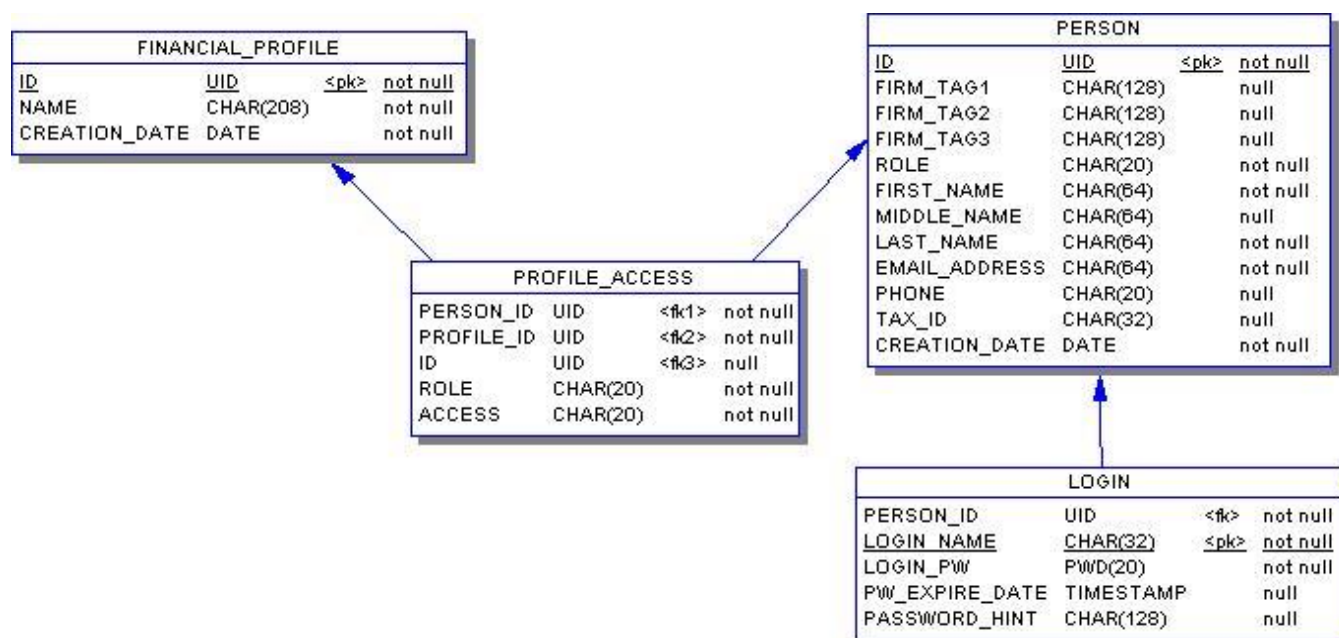 FINANCIAL_PROFILE
ID UID <pk> not null
NAME CHAR(208) not null
CREATION_DATE DATE not null
PERSON
ID UID <pk> not null
FIRM_TAG1 CHAR(128) null
FIRM_TAG2 CHAR(128) null
FIRM_TAG3 CHAR(128) null
ROLE CHAR(20) not null
FIRST_NAME CHAR(64) not null
MIDDLE_NAME CHAR(64) null
LAST_NAME CHAR(64) not null
EMAIL_ADDRESS CHAR(64) not null
PHONE CHAR(20) null
TAX_ID CHAR(32) null
CREATION_DATE DATE not null
PROFILE_ACCESS
PERSON_ID UID <fk1> not null
PROFILE_ID UID <fk2> not null
ID UID <fk3> null
ROLE CHAR(20) not null
ACCESS CHAR(20) not null
LOGIN
PERSON_ID UID <fk> not null
LOGIN_NAME CHAR(32) <pk> not null
LOGIN_PW PWD(20) not null
PW_EXPIRE_DATE TIMESTAMP null
PASSWORD_HINT CHAR(128) null